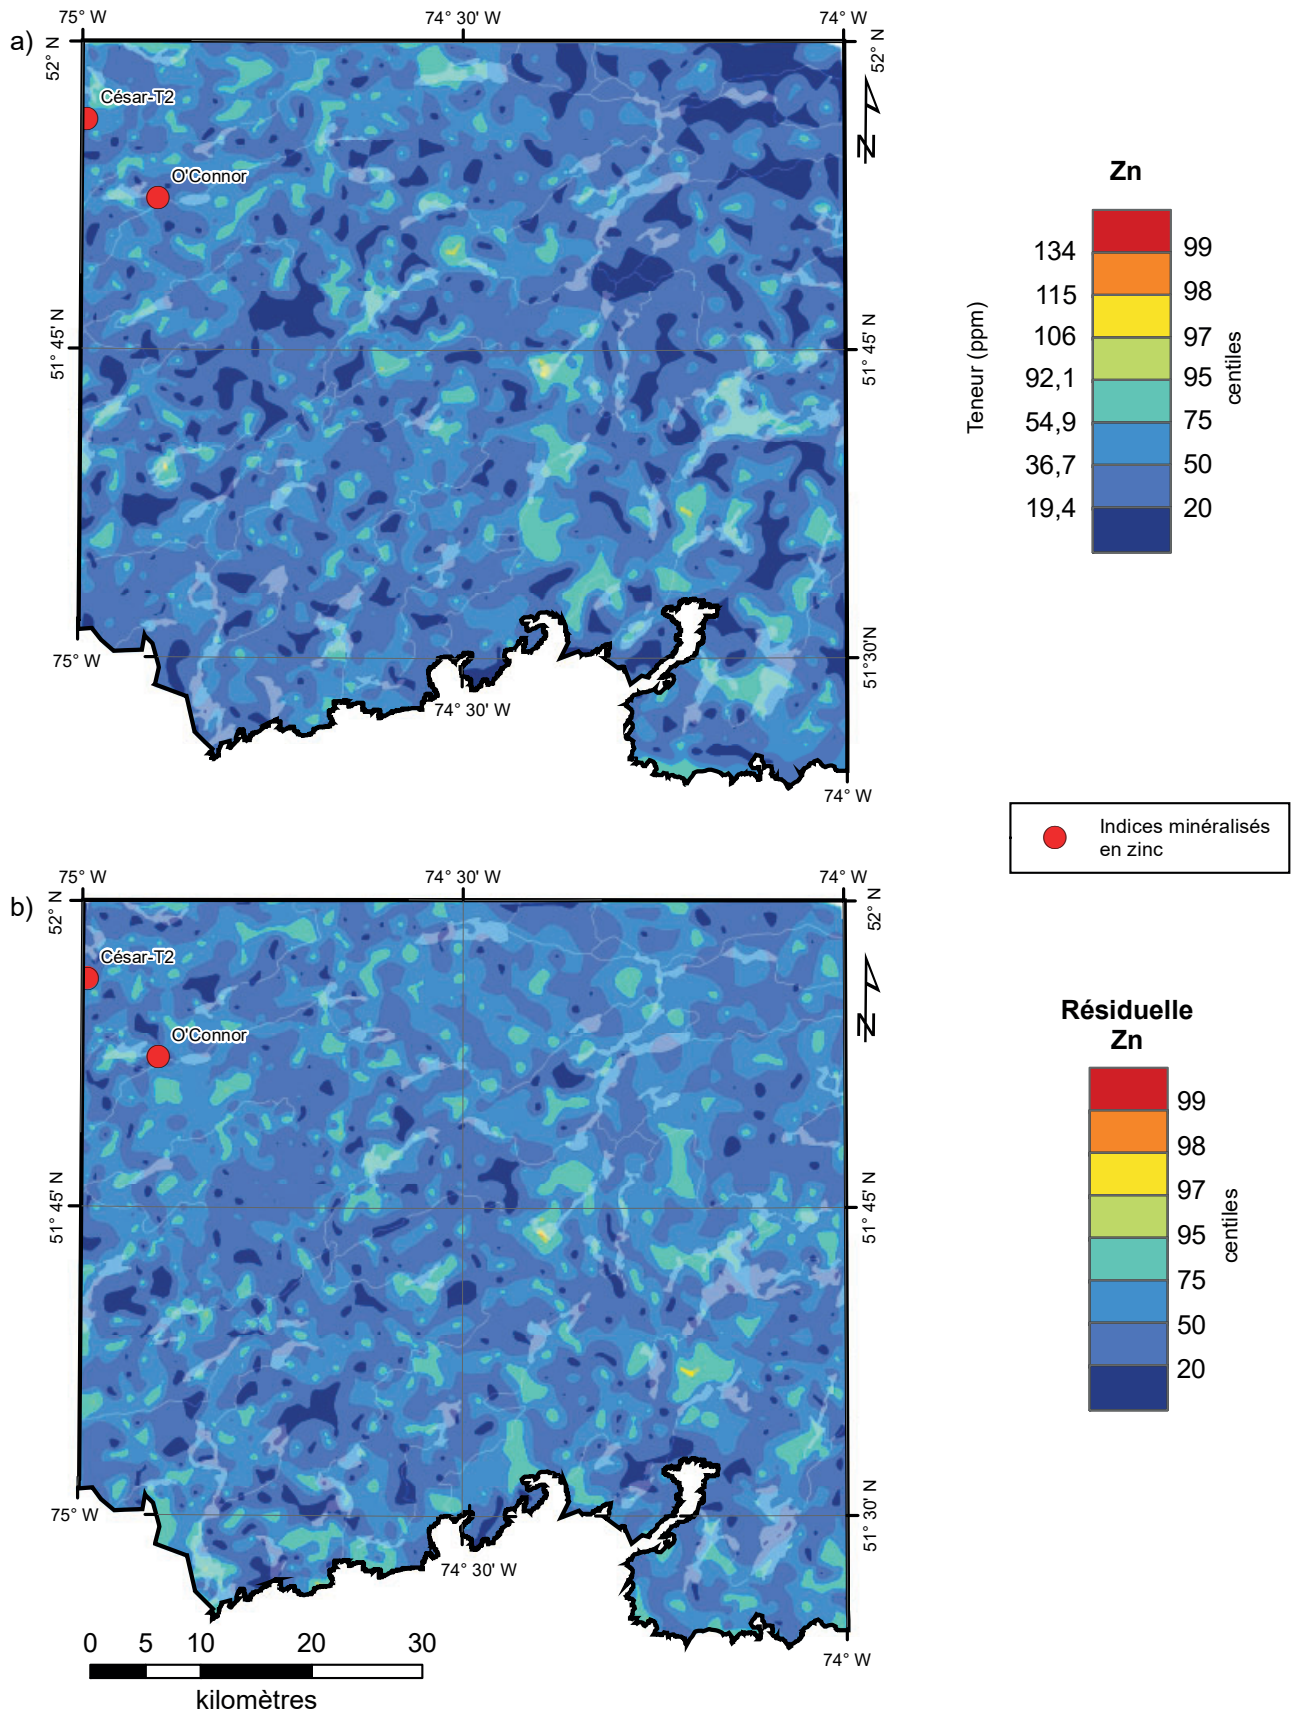 75° W
74° 30' W
74° W
a)
52° N
52° N
César-T2
O'Connor
N
51° 45' N
51° 45' N
75° W
51°30'N
74° 30' W
74° W
Zn
Teneur (ppm)
134
115
106
92,1
54,9
36,7
19,4
99
98
97
95
75
50
20
centiles
Indices minéralisés
en zinc
75° W
74° 30' W
74° W
b)
52° N
52° N
César-T2
O'Connor
N
51° 45' N
51° 45' N
75° W
51° 30' N
74° 30' W
74° W
Résiduelle
Zn
99
98
97
95
75
50
20
centiles
0 5 10 20 30
kilomètres